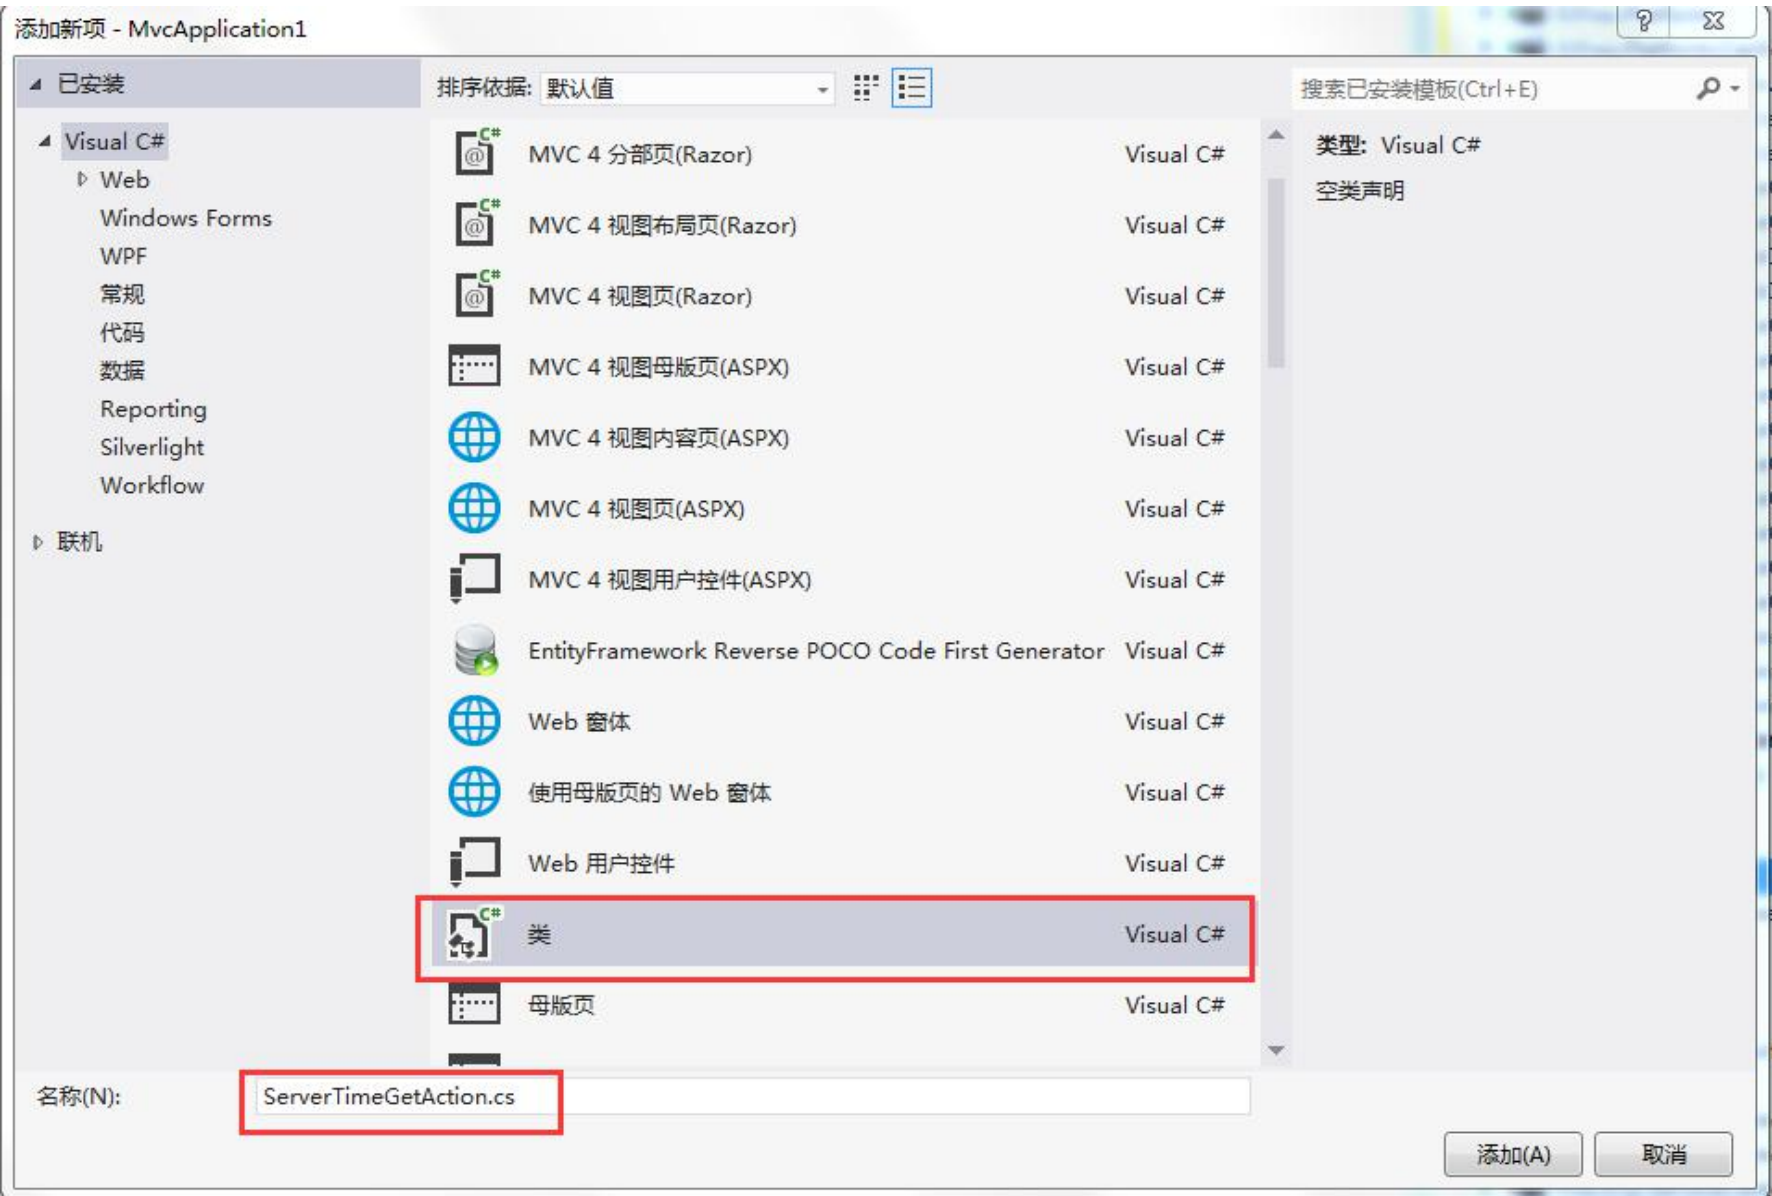 添加新项 - MvcApplication1
已安装
排序依据: 默认值
搜索已安装模板(Ctrl+E)
Visual C#
Web
Windows Forms
WPF
常规
代码
数据
Reporting
Silverlight
Workflow
联机
MVC 4 分部页(Razor) Visual C#
MVC 4 视图布局页(Razor) Visual C#
MVC 4 视图页(Razor) Visual C#
MVC 4 视图母版页(ASPX) Visual C#
MVC 4 视图内容页(ASPX) Visual C#
MVC 4 视图页(ASPX) Visual C#
MVC 4 视图用户控件(ASPX) Visual C#
EntityFramework Reverse POCO Code First Generator Visual C#
Web 窗体 Visual C#
使用母版页的 Web 窗体 Visual C#
Web 用户控件 Visual C#
类 Visual C#
母版页 Visual C#
类型: Visual C#
空类声明
名称(N): ServerTimeGetAction.cs
添加(A) 取消